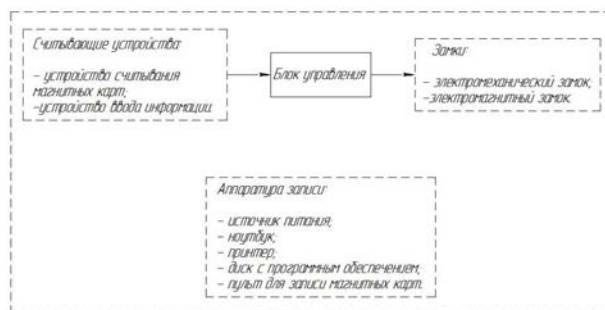 Считывающие устройства:
- устройство считывания
магнитных карт;
-устройство ввода информации.
Блок управления
Замки:
- электромеханический замок;
-электромагнитный замок.
Аппаратура записи:
- источник питания;
- ноутбук;
- принтер;
- диск с программным обеспечением;
- пульт для записи магнитных карт.